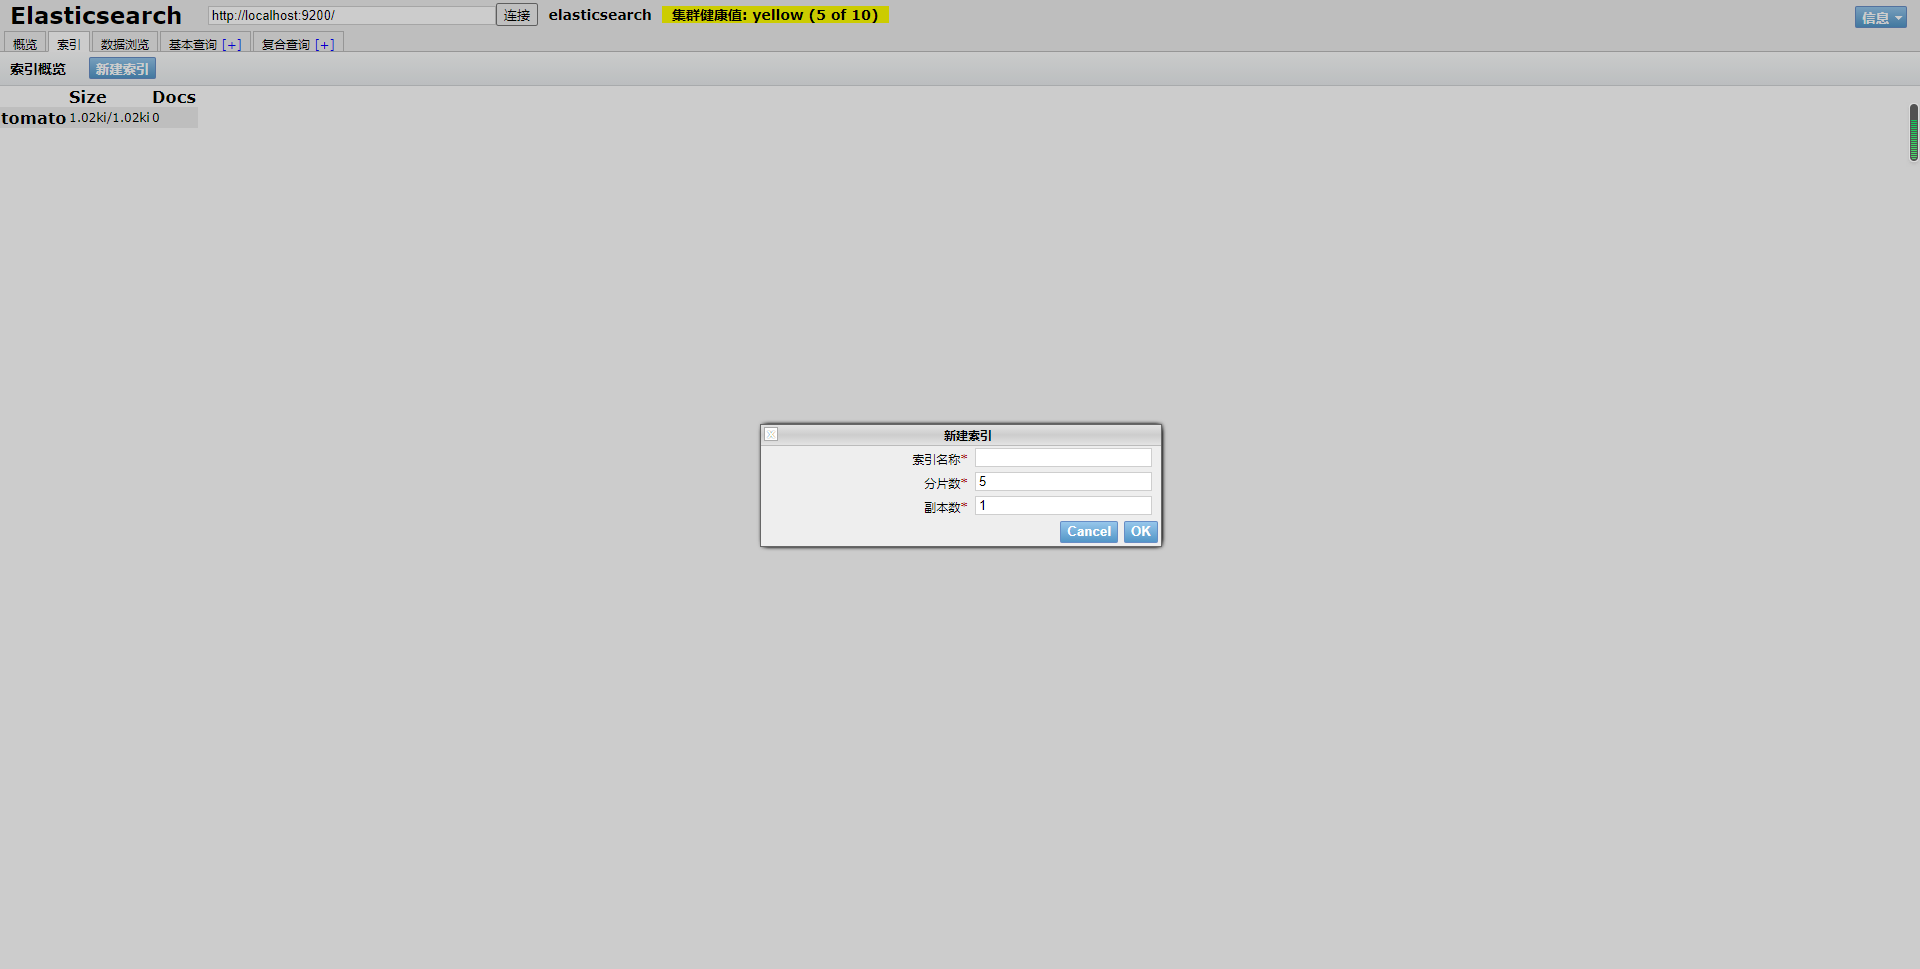 Elasticsearch http://localhost:9200/ 连接 elasticsearch 集群健康值: yellow (5 of 10) 信息
概览 索引 数据浏览 基本查询 [+] 复合查询 [+]
索引概览 新建索引
Size Docs
tomato 1.02ki/1.02ki 0
新建索引
索引名称*
分片数* 5
副本数* 1
Cancel OK